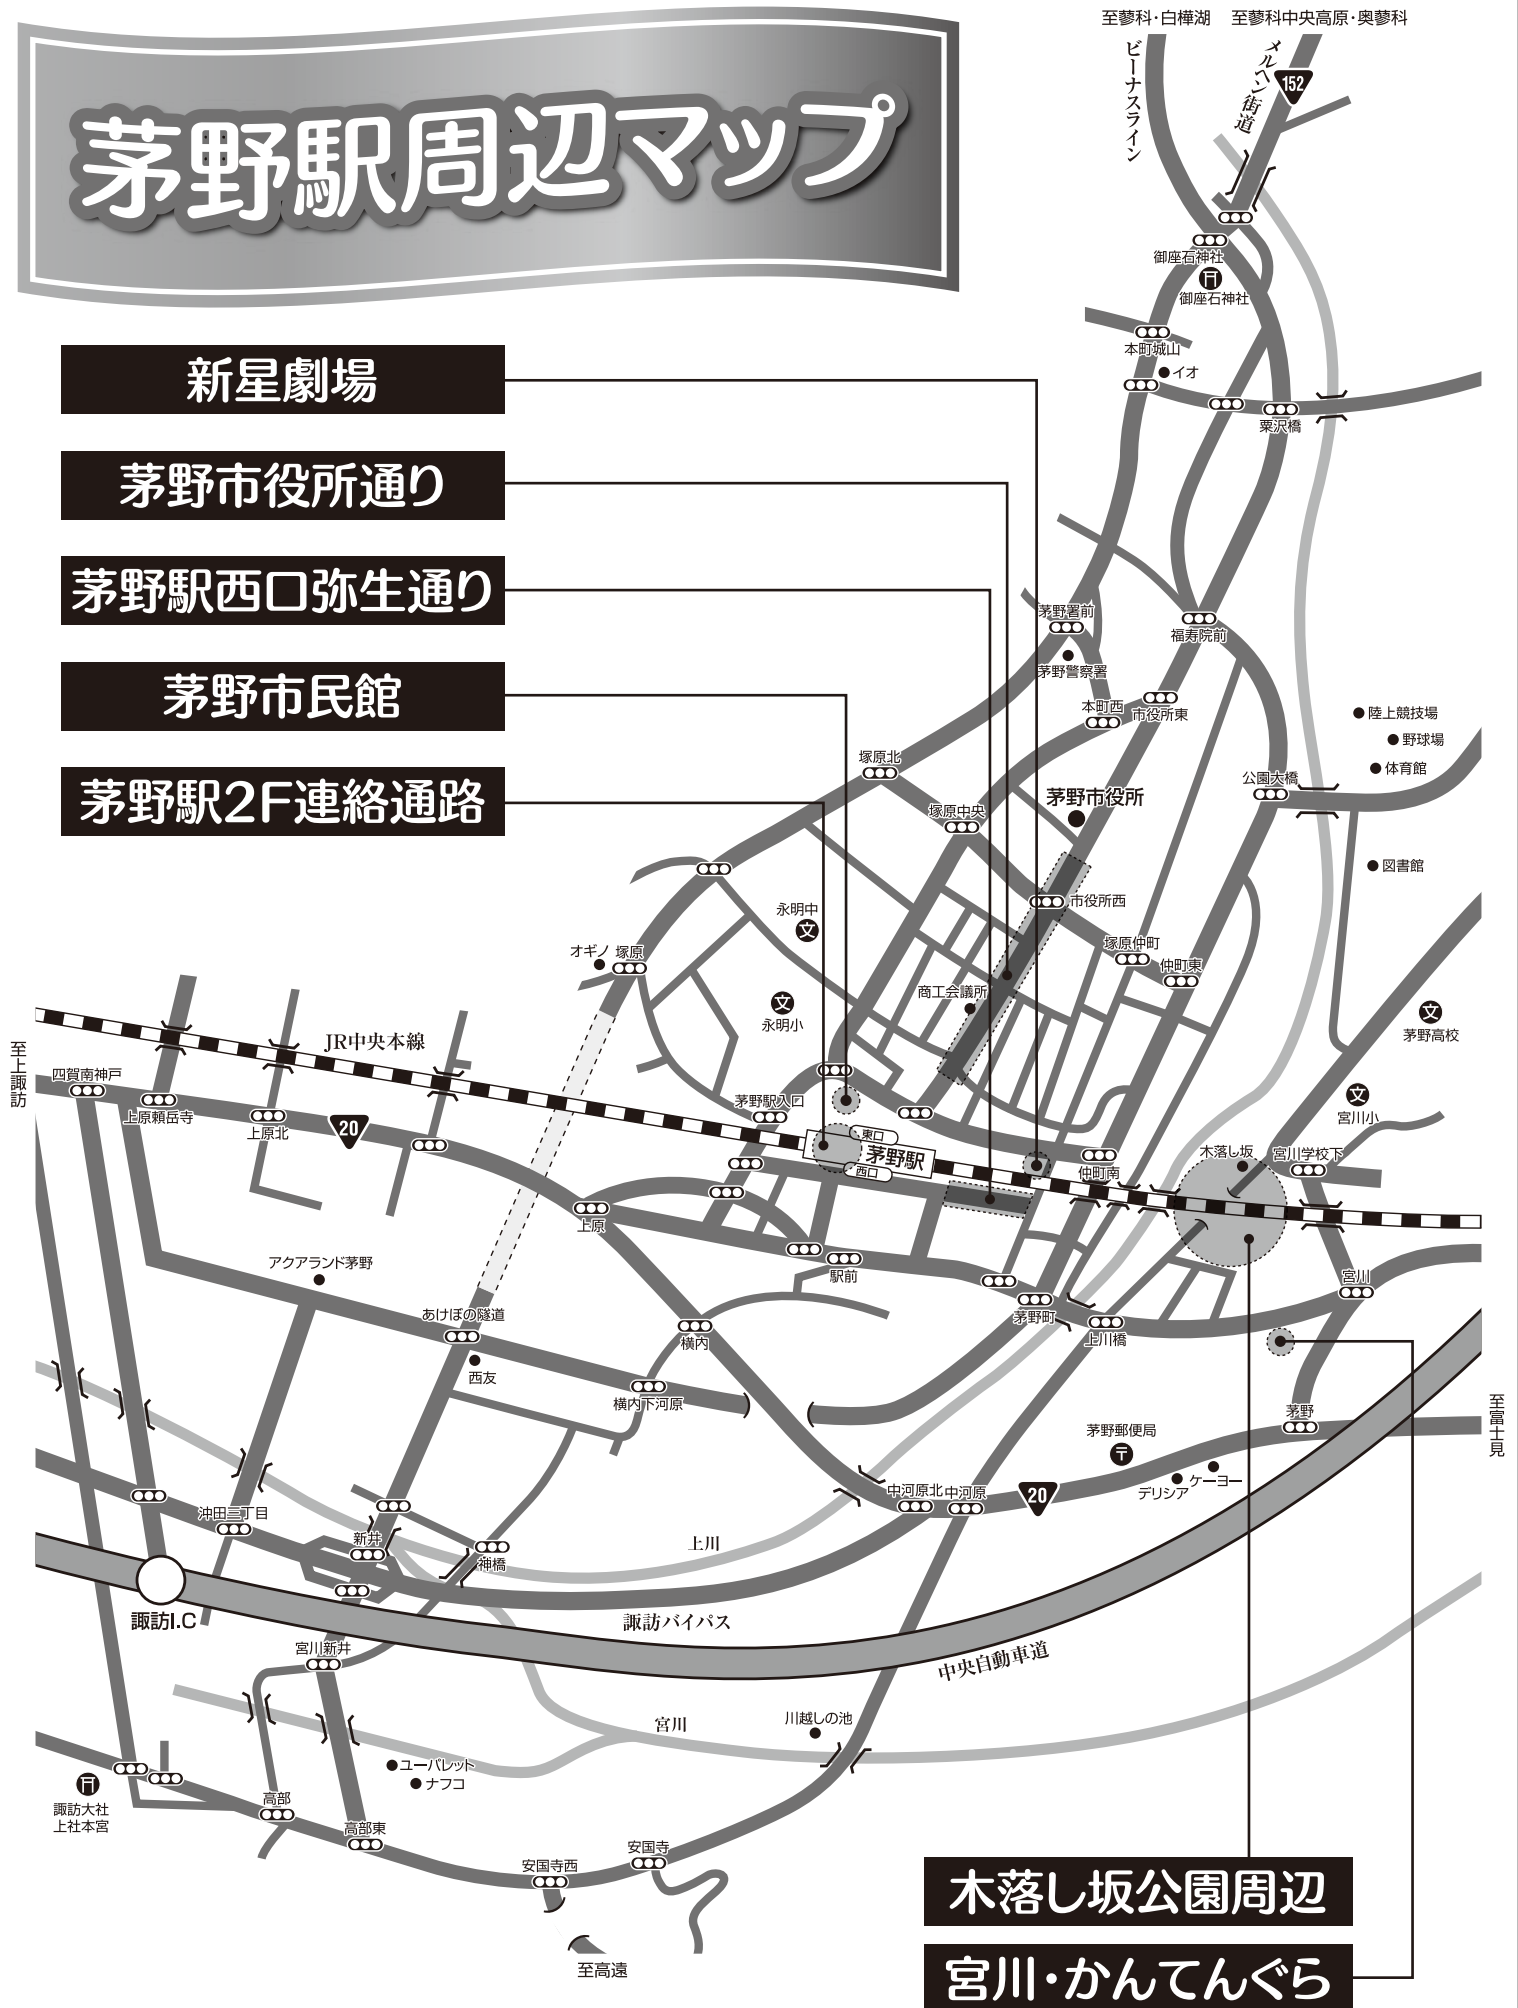 茅野駅周辺マップ
至蓼科・白樺湖
至蓼科中央高原・奥蓼科
ビーナスライン
メルヘン街道
152
御座石神社
御座石神社
本町城山
イオ
粟沢橋
新星劇場
茅野市役所通り
茅野駅西口弥生通り
茅野市民館
茅野駅2F連絡通路
茅野署前
茅野警察署
福寿院前
本町西
市役所東
陸上競技場
野球場
体育館
塚原北
公園大橋
茅野市役所
塚原中央
図書館
市役所西
永明中
文
塚原仲町
仲町東
オギノ
塚原
商工会議所
文
永明小
文
茅野高校
JR中央本線
至上諏訪
四賀南神戸
上原頼岳寺
上原北
20
茅野駅入口
東口
茅野駅
西口
仲町南
文
宮川小
木落し坂
宮川学校下
上原
アクアランド茅野
駅前
宮川
あけぼの隧道
茅野町
上川橋
横内
西友
横内下河原
茅野
至富士見
茅野郵便局
〒
ケーヨー
デリシア
中河原北
中河原
20
沖田三丁目
新井
神橋
上川
諏訪I.C
諏訪バイパス
宮川新井
中央自動車道
宮川
川越しの池
ユーパレット
ナフコ
諏訪大社
上社本宮
高部
高部東
安国寺西
安国寺
至高遠
木落し坂公園周辺
宮川・かんてんぐら